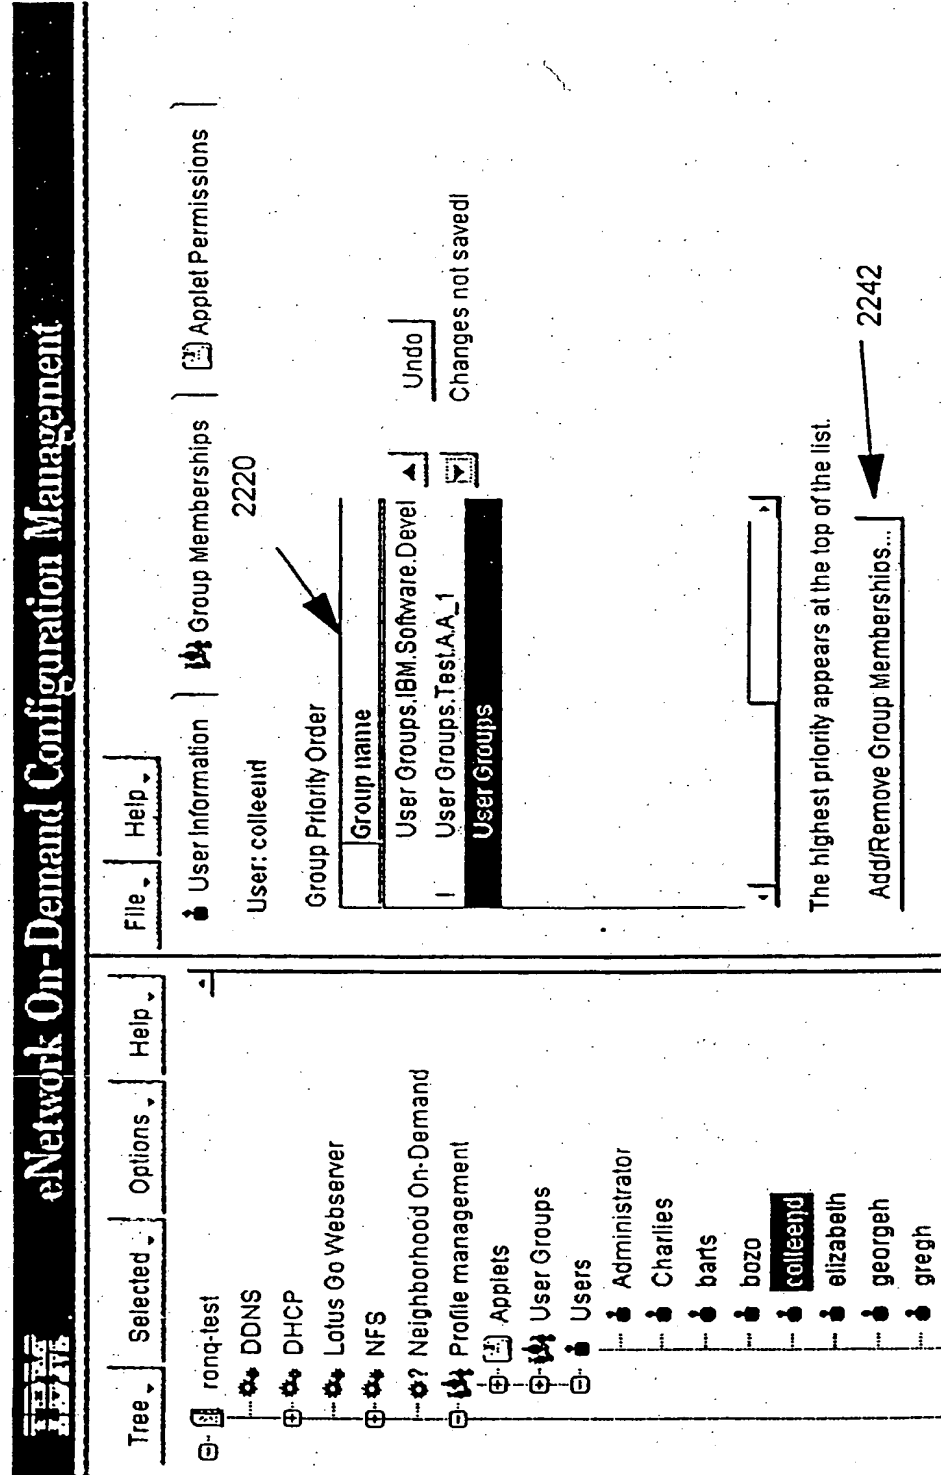 IBM eNetwork On-Demand Configuration Management
Tree Selected Options Help
ronq-test
DDNS
DHCP
Lotus Go Webserver
NFS
Neighborhood On-Demand
Profile management
Applets
User Groups
Users
Administrator
Charlies
barts
bozo
colleend
elizabeth
georgeh
gregh
File Help
User Information Group Memberships Applet Permissions
User: colleend
2220
Group Priority Order
Group name
User Groups.IBM.Software.Devel
User Groups.Test.A.A_1
User Groups
Undo
Changes not saved!
The highest priority appears at the top of the list.
Add/Remove Group Memberships...
2242